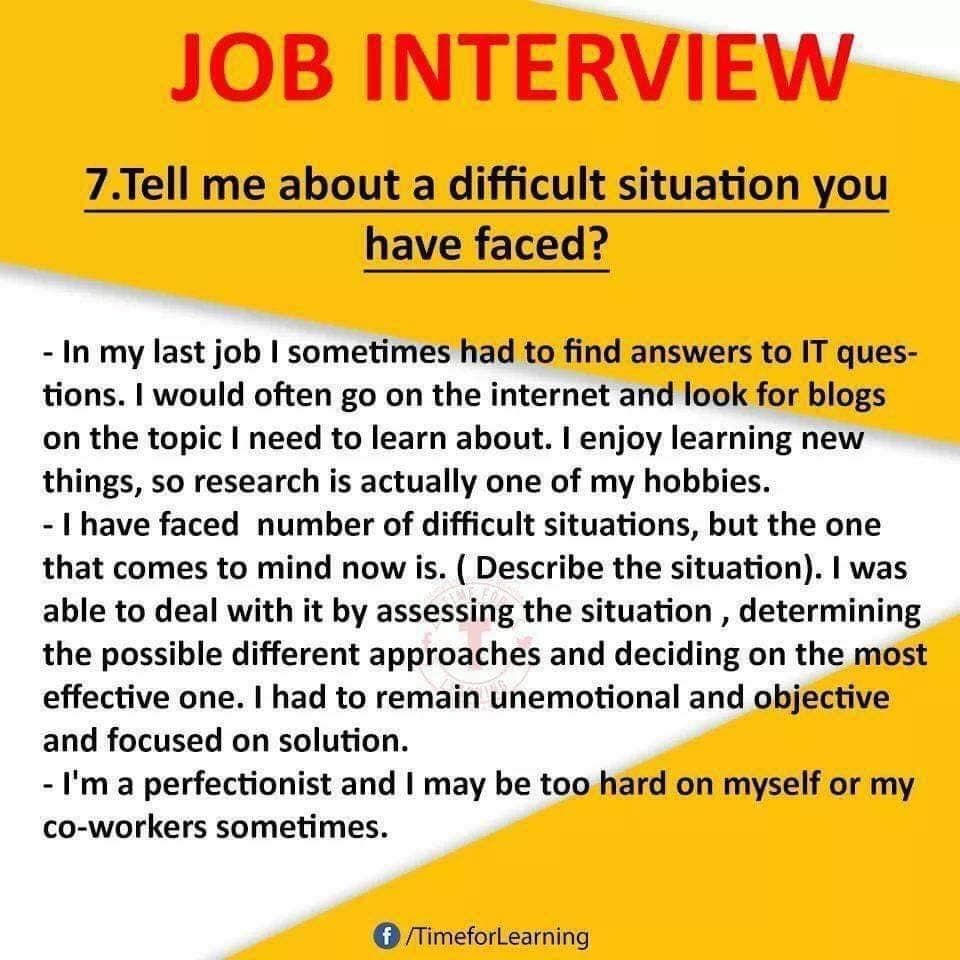 JOB INTERVIEW
7.Tell me about a difficult situation you
have faced?
- In my last job I sometimes had to find answers to IT ques-
tions. I would often go on the internet and look for blogs
on the topic I need to learn about. I enjoy learning new
things, so research is actually one of my hobbies.
- I have faced  number of difficult situations, but the one
that comes to mind now is. ( Describe the situation). I was
able to deal with it by assessing the situation , determining
the possible different approaches and deciding on the most
effective one. I had to remain unemotional and objective
and focused on solution.
- I'm a perfectionist and I may be too hard on myself or my
co-workers sometimes.
TIME FOR
T
LEARNING
f /TimeforLearning